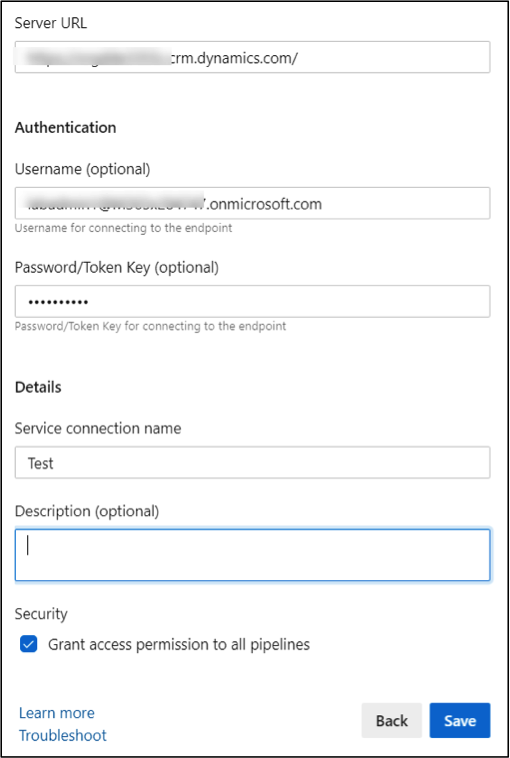 Server URL
crm.dynamics.com/
Authentication
Username (optional)
.onmicrosoft.com
Username for connecting to the endpoint
Password/Token Key (optional)
••••••••••
Password/Token Key for connecting to the endpoint
Details
Service connection name
Test
Description (optional)
Security
Grant access permission to all pipelines
Learn more
Troubleshoot
Back
Save